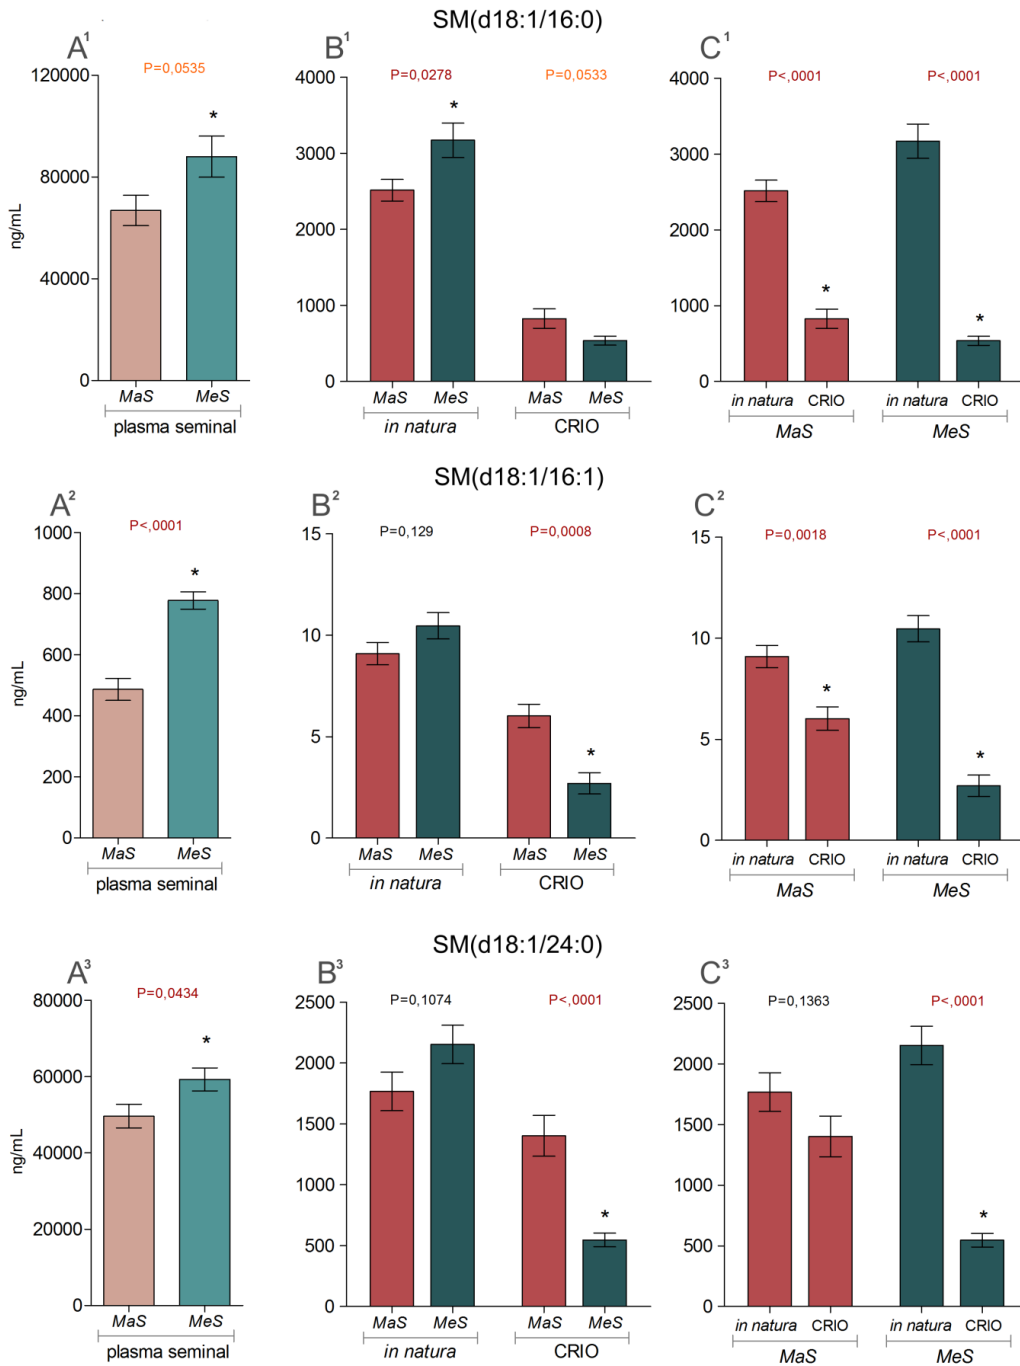 SM(d18:1/16:0)
A1
B1
C1
P=0,0535
P=0,0278
P=0,0533
P<,0001
P<,0001
120000
80000
40000
0
ng/mL
*
MaS
MeS
plasma seminal
4000
3000
2000
1000
0
*
MaS
MeS
MaS
MeS
in natura
CRIO
4000
3000
2000
1000
0
*
*
in natura
CRIO
in natura
CRIO
MaS
MeS
SM(d18:1/16:1)
A2
B2
C2
P<,0001
P=0,129
P=0,0008
P=0,0018
P<,0001
1000
800
600
400
200
0
ng/mL
*
MaS
MeS
plasma seminal
15
10
5
0
*
MaS
MeS
MaS
MeS
in natura
CRIO
15
10
5
0
*
*
in natura
CRIO
in natura
CRIO
MaS
MeS
SM(d18:1/24:0)
A3
B3
C3
P=0,0434
P=0,1074
P<,0001
P=0,1363
P<,0001
80000
60000
40000
20000
0
ng/mL
*
MaS
MeS
plasma seminal
2500
2000
1500
1000
500
0
*
MaS
MeS
MaS
MeS
in natura
CRIO
2500
2000
1500
1000
500
0
*
in natura
CRIO
in natura
CRIO
MaS
MeS